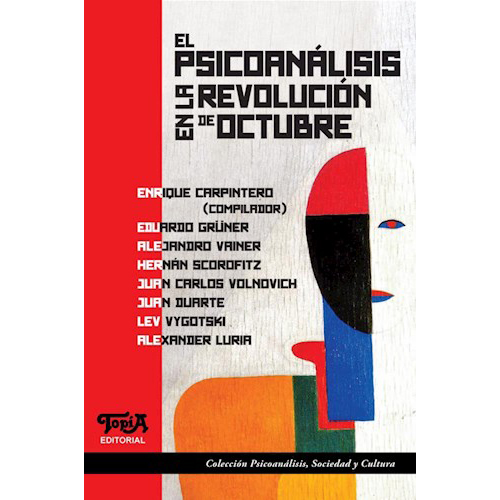 EL
PSICOANÁLISIS
EN LA REVOLUCIÓN
DE OCTUBRE
ENRIQUE CARPINTERO
(COMPILADOR)
EDUARDO GRÜNER
ALEJANDRO VAINER
HERNÁN SCOROFITZ
JUAN CARLOS VOLNOVICH
JUAN DUARTE
LEV VYGOTSKI
ALEXANDER LURIA
TOPÍA
EDITORIAL
Colección Psicoanálisis, Sociedad y Cultura